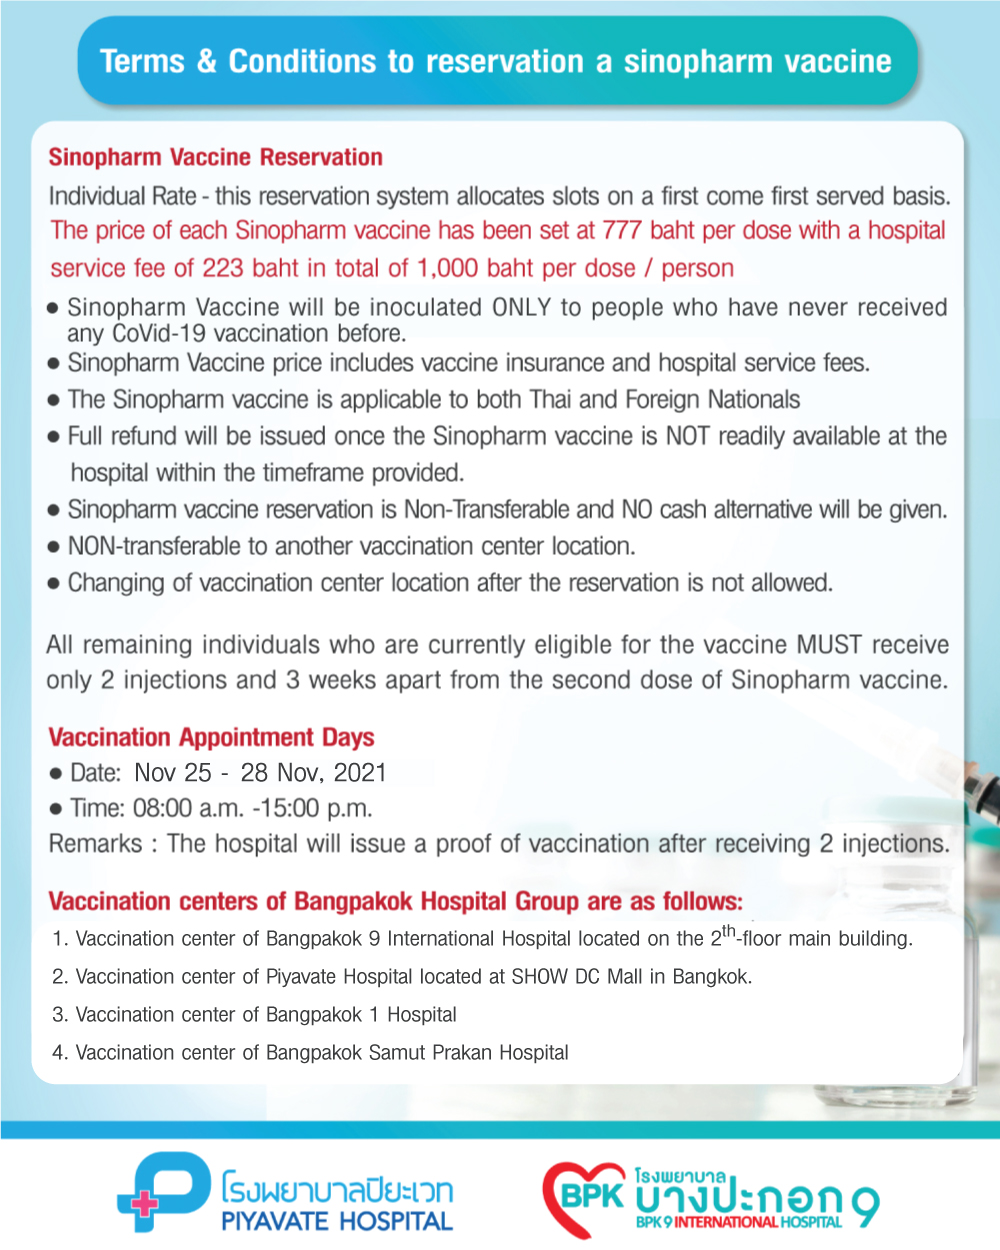 Terms & Conditions to reservation a sinopharm vaccine
Sinopharm Vaccine Reservation
Individual Rate - this reservation system allocates slots on a first come first served basis.
The price of each Sinopharm vaccine has been set at 777 baht per dose with a hospital
service fee of 223 baht in total of 1,000 baht per dose / person
● Sinopharm Vaccine will be inoculated ONLY to people who have never received
any CoVid-19 vaccination before.
● Sinopharm Vaccine price includes vaccine insurance and hospital service fees.
● The Sinopharm vaccine is applicable to both Thai and Foreign Nationals
● Full refund will be issued once the Sinopharm vaccine is NOT readily available at the
hospital within the timeframe provided.
● Sinopharm vaccine reservation is Non-Transferable and NO cash alternative will be given.
● NON-transferable to another vaccination center location.
● Changing of vaccination center location after the reservation is not allowed.
All remaining individuals who are currently eligible for the vaccine MUST receive
only 2 injections and 3 weeks apart from the second dose of Sinopharm vaccine.
Vaccination Appointment Days
● Date: Nov 25 - 28 Nov, 2021
● Time: 08:00 a.m. -15:00 p.m.
Remarks : The hospital will issue a proof of vaccination after receiving 2 injections.
Vaccination centers of Bangpakok Hospital Group are as follows:
1. Vaccination center of Bangpakok 9 International Hospital located on the 2th-floor main building.
2. Vaccination center of Piyavate Hospital located at SHOW DC Mall in Bangkok.
3. Vaccination center of Bangpakok 1 Hospital
4. Vaccination center of Bangpakok Samut Prakan Hospital
โรงพยาบาลปิยะเวท
PIYAVATE HOSPITAL
BPK
โรงพยาบาล
บางปะกอก 9
BPK 9 INTERNATIONAL HOSPITAL